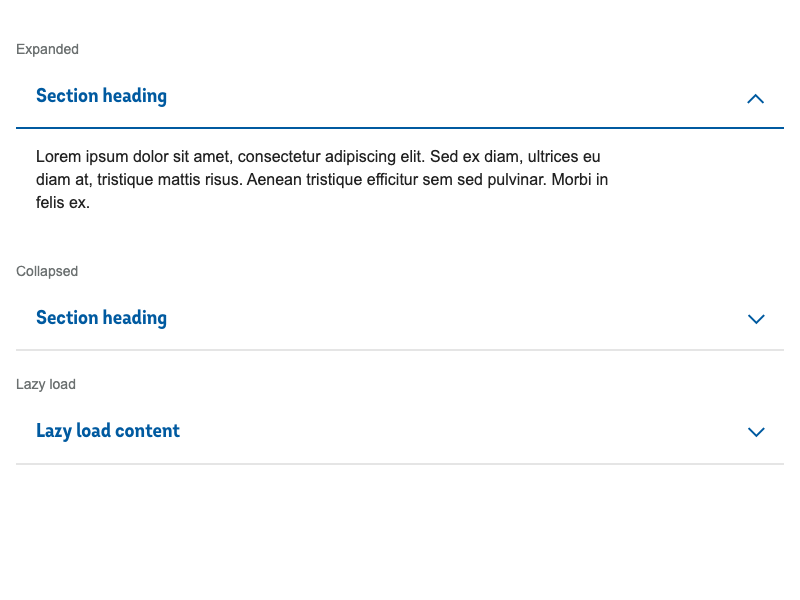 Expanded
Section heading
Lorem ipsum dolor sit amet, consectetur adipiscing elit. Sed ex diam, ultrices eu
diam at, tristique mattis risus. Aenean tristique efficitur sem sed pulvinar. Morbi in
felis ex.
Collapsed
Section heading
Lazy load
Lazy load content